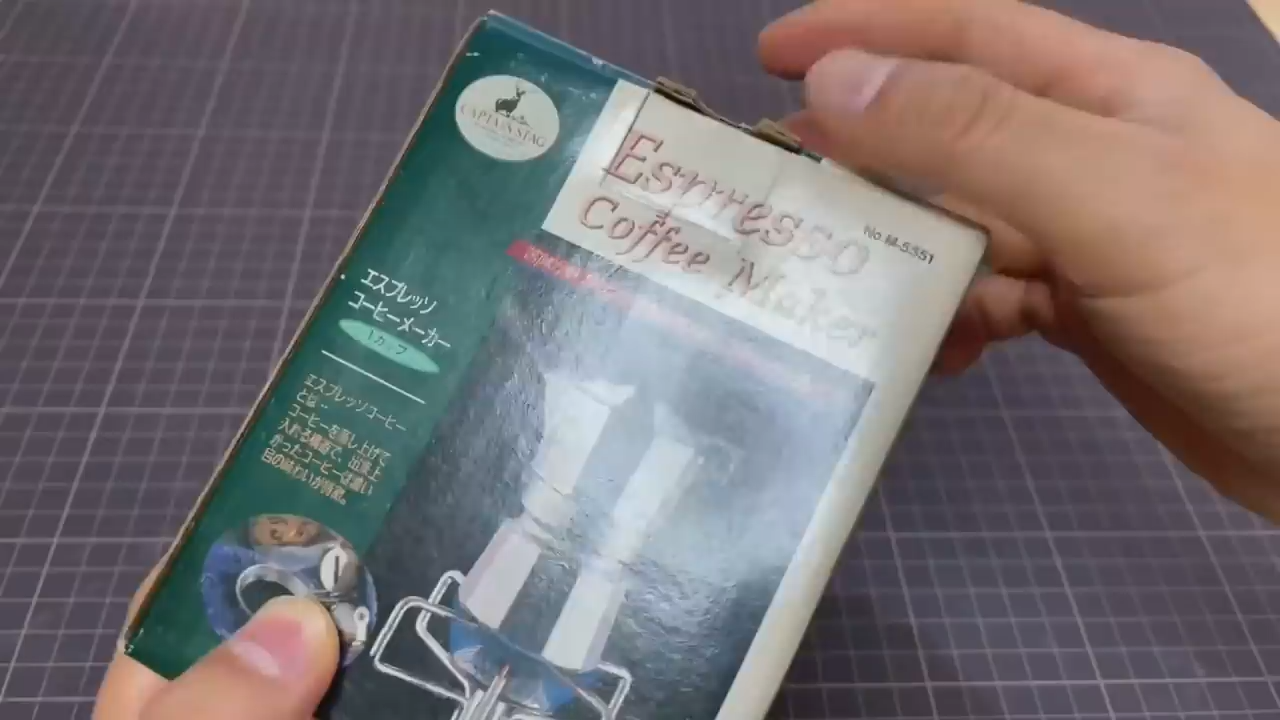 CAPTAIN STAG
Espresso
Coffee Maker
No.M-5551
エスプレッソ
コーヒーメーカー
1カップ
エスプレッソコーヒー
とは‥
コーヒーを蒸し上げて
入れる構造で、出来上
がったコーヒーは濃い
目の味わいが特徴。